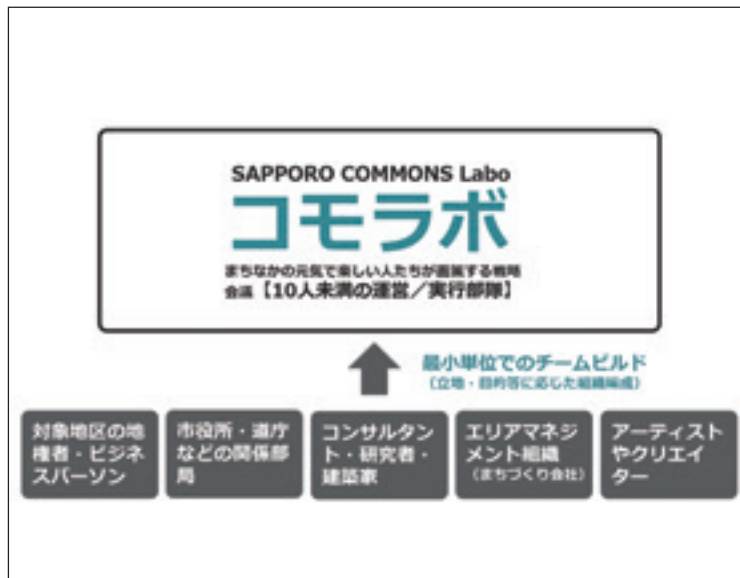 SAPPORO COMMONS Labo
コモラボ
まちなかの元気で楽しい人たちが画策する戦略
会議【10人未満の運営／実行部隊】
最小単位でのチームビルド
（立地・目的等に応じた組織編成）
対象地区の地
権者・ビジネ
スパーソン
市役所・道庁
などの関係部
局
コンサルタン
ト・研究者・
建築家
エリアマネジ
メント組織
（まちづくり会社）
アーティスト
やクリエイ
ター